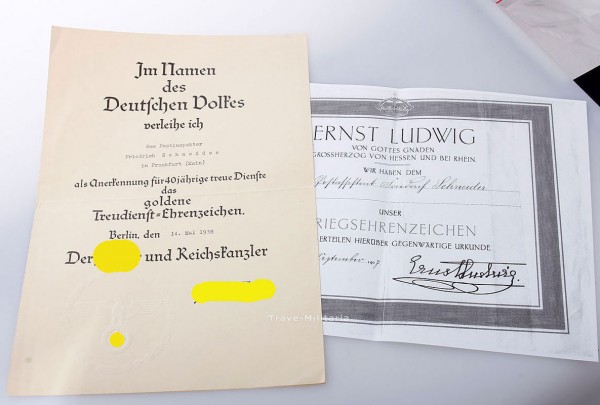 Im Namen
des
Deutschen Volkes
verleihe ich
dem Postinspektor
Friedrich Schneider
in Frankfurt (Main)
als Anerkennung für 40jährige treue Dienste
das
goldene
Treudienst-Ehrenzeichen.
Berlin, den 14. Mai 1938
Der und Reichskanzler
ERNST LUDWIG
VON GOTTES GNADEN
GROSSHERZOG VON HESSEN UND BEI RHEIN.
WIR HABEN DEM
Schneider
UNSER
RIEGSEHRENZEICHEN
ERTEILEN HIERÜBER GEGENWÄRTIGE URKUNDE.
September
Ernst Ludwig.
Trave-Militaria